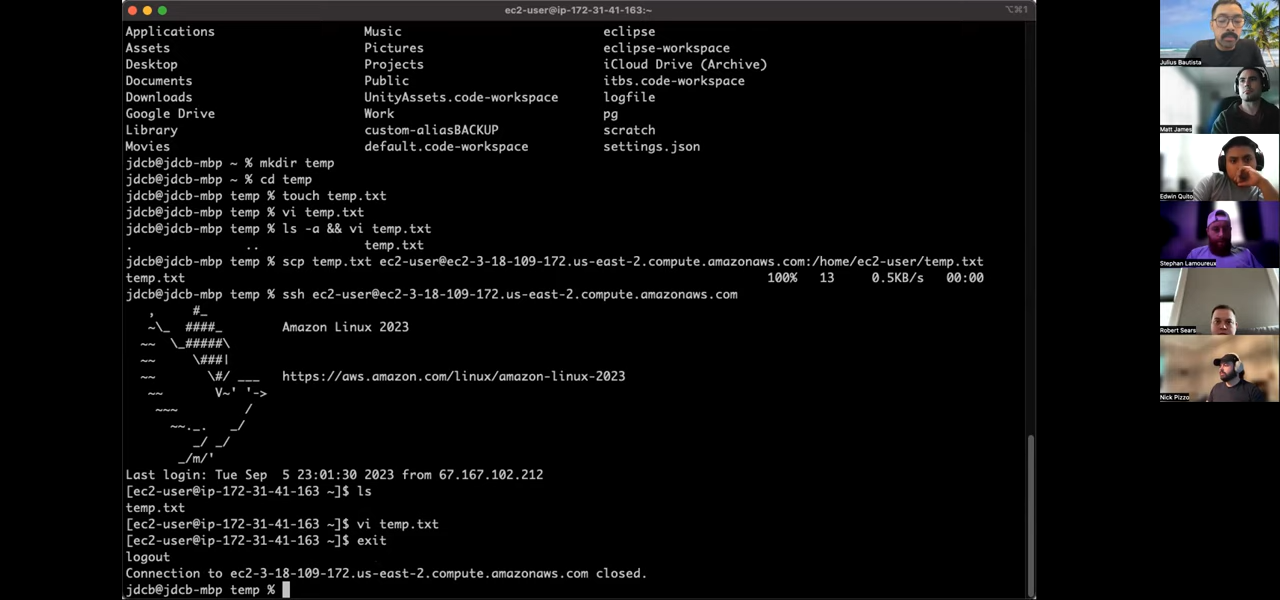 ec2-user@ip-172-31-41-163:~
⌥⌘1
Applications Music eclipse
Assets Pictures eclipse-workspace
Desktop Projects iCloud Drive (Archive)
Documents Public itbs.code-workspace
Downloads UnityAssets.code-workspace logfile
Google Drive Work pg
Library custom-aliasBACKUP scratch
Movies default.code-workspace settings.json
jdcb@jdcb-mbp ~ % mkdir temp
jdcb@jdcb-mbp ~ % cd temp
jdcb@jdcb-mbp temp % touch temp.txt
jdcb@jdcb-mbp temp % vi temp.txt
jdcb@jdcb-mbp temp % ls -a && vi temp.txt
. .. temp.txt
jdcb@jdcb-mbp temp % scp temp.txt ec2-user@ec2-3-18-109-172.us-east-2.compute.amazonaws.com:/home/ec2-user/temp.txt
temp.txt 100% 13 0.5KB/s 00:00
jdcb@jdcb-mbp temp % ssh ec2-user@ec2-3-18-109-172.us-east-2.compute.amazonaws.com
, #_
~\_ ####_ Amazon Linux 2023
~~ \_#####\
~~ \###|
~~ \#/ ___ https://aws.amazon.com/linux/amazon-linux-2023
~~ V~' '->
~~~ /
~~._. _/
_/ _/
_/m/'
Last login: Tue Sep 5 23:01:30 2023 from 67.167.102.212
[ec2-user@ip-172-31-41-163 ~]$ ls
temp.txt
[ec2-user@ip-172-31-41-163 ~]$ vi temp.txt
[ec2-user@ip-172-31-41-163 ~]$ exit
logout
Connection to ec2-3-18-109-172.us-east-2.compute.amazonaws.com closed.
jdcb@jdcb-mbp temp %
Julius Bautista
Matt James
Edwin Quito
Stephan Lamoureux
Robert Sears
Nick Pizzo